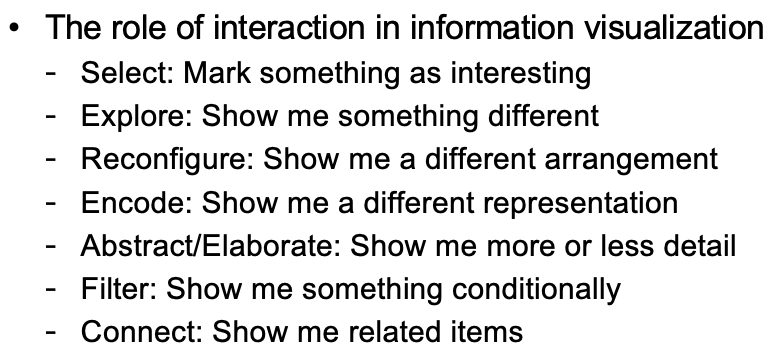 • The role of interaction in information visualization
- Select: Mark something as interesting
- Explore: Show me something different
- Reconfigure: Show me a different arrangement
- Encode: Show me a different representation
- Abstract/Elaborate: Show me more or less detail
- Filter: Show me something conditionally
- Connect: Show me related items